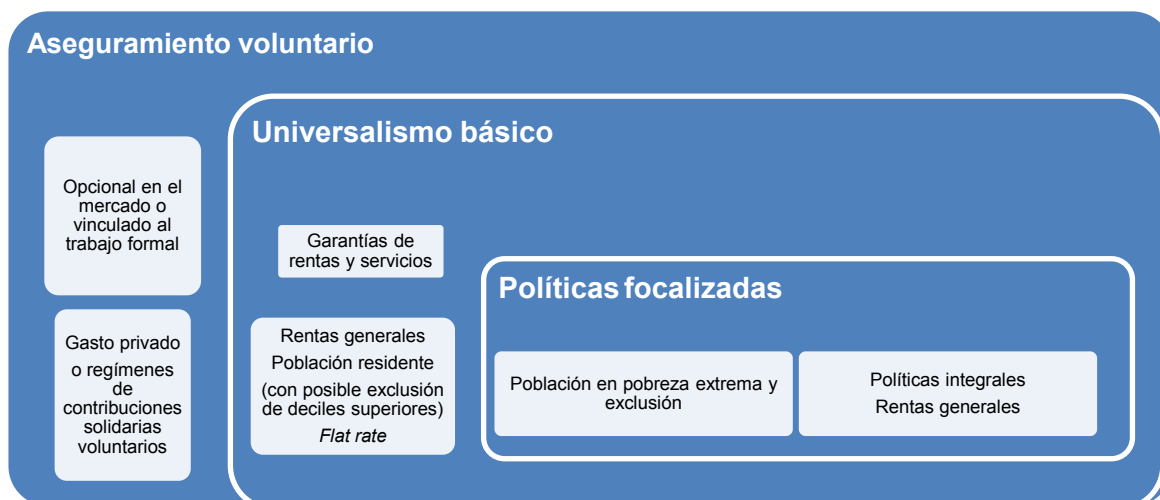 Aseguramiento voluntario
Universalismo básico
Opcional en el
mercado o
vinculado al
trabajo formal
Garantías de
rentas y servicios
Políticas focalizadas
Gasto privado
o regímenes
de
contribuciones
solidarias
voluntarios
Rentas generales
Población residente
(con posible exclusión
de deciles superiores)
Flat rate
Población en pobreza extrema y
exclusión
Políticas integrales
Rentas generales